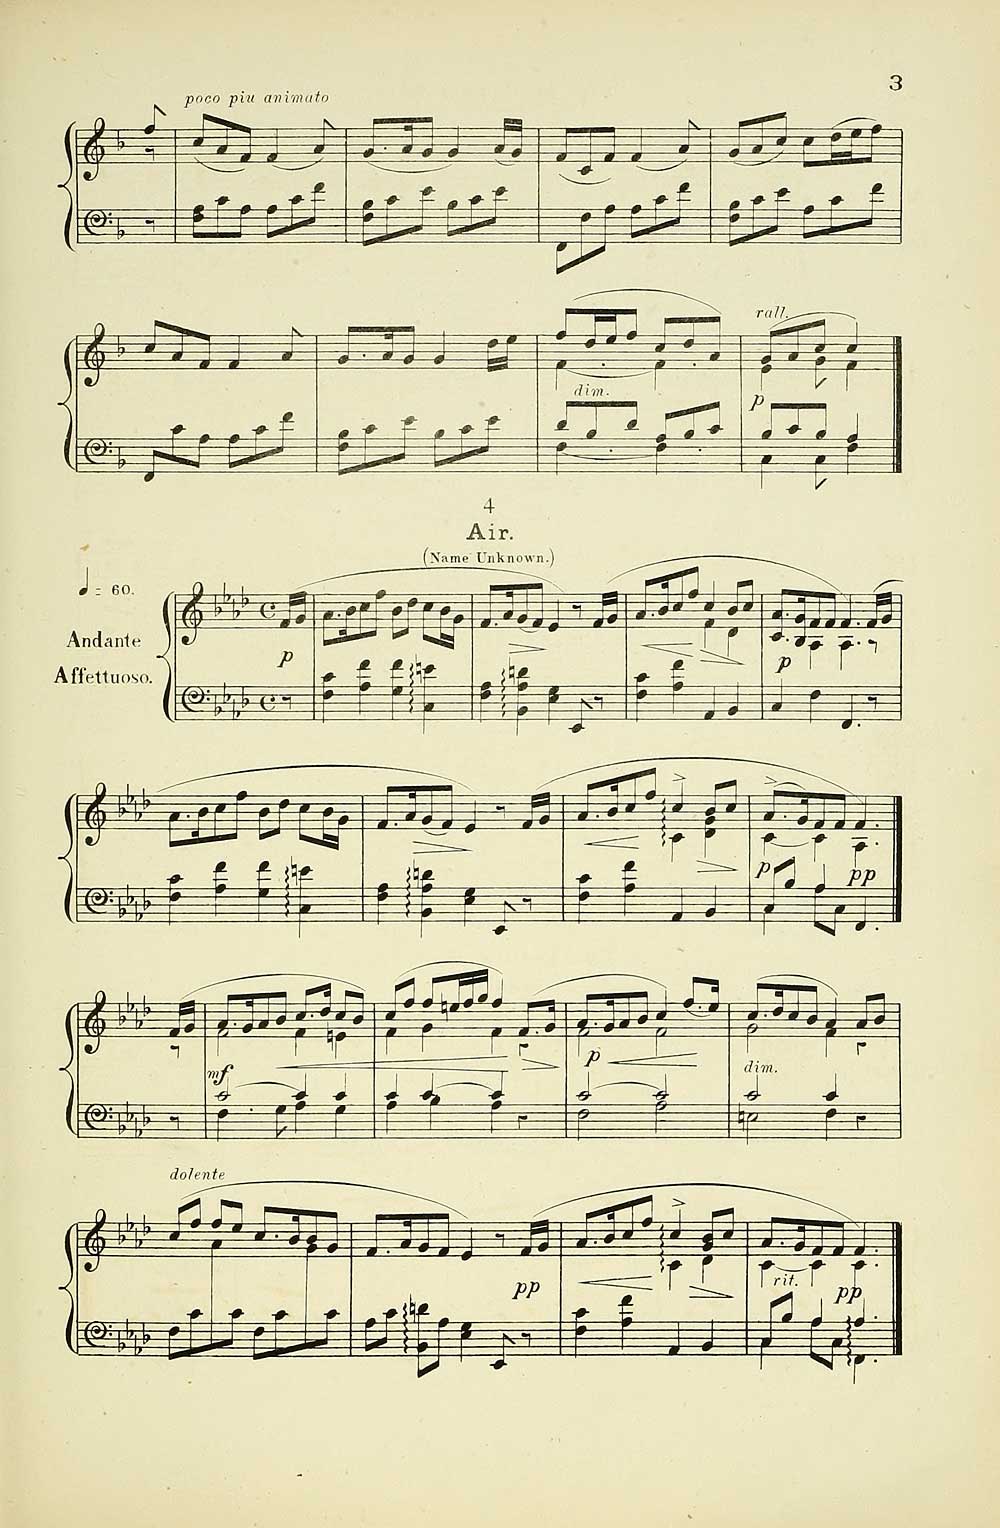 3
poco piu animato
rall.
dim.
p
4
Air.
(Name Unknown.)
♩ = 60.
Andante
Affettuoso.
p
p
p
pp
mf
p
dim.
dolente
pp
rit.
pp